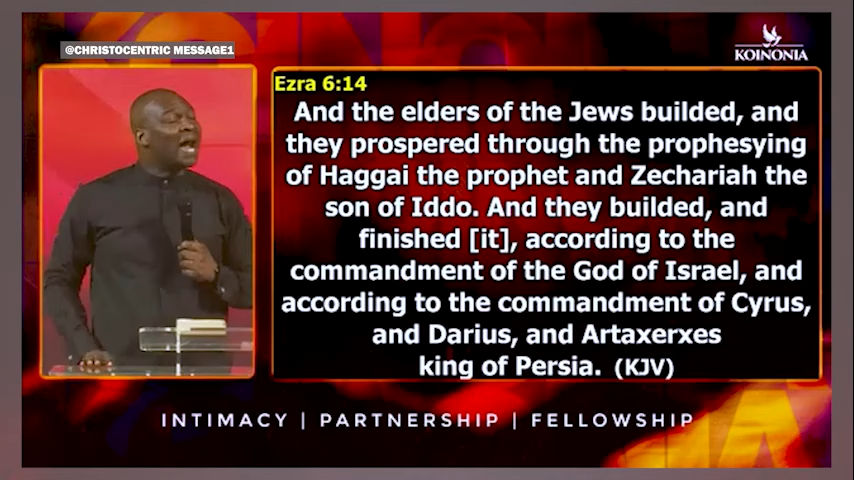 @CHRISTOCENTRIC MESSAGE1
KOINONIA
Ezra 6:14
And the elders of the Jews builded, and
they prospered through the prophesying
of Haggai the prophet and Zechariah the
son of Iddo. And they builded, and
finished [it], according to the
commandment of the God of Israel, and
according to the commandment of Cyrus,
and Darius, and Artaxerxes
king of Persia. (KJV)
INTIMACY | PARTNERSHIP | FELLOWSHIP